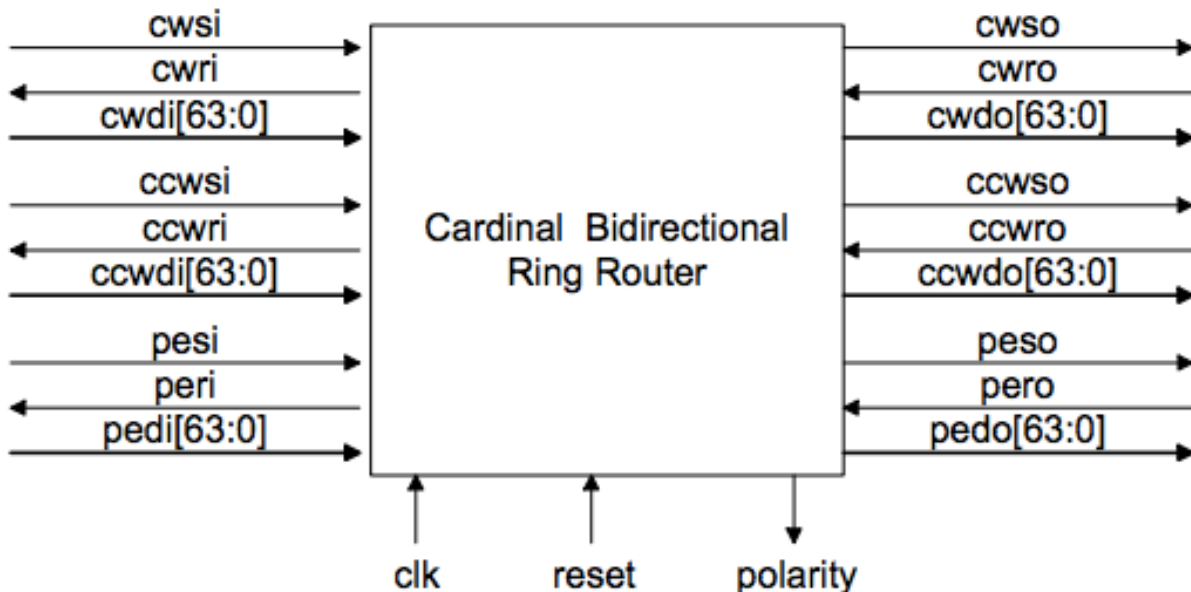 cwsi
cwso
cwri
cwro
cwdi[63:0]
cwdo[63:0]
ccwsi
ccwso
ccwri
ccwro
ccwdi[63:0]
ccwdo[63:0]
Cardinal Bidirectional
Ring Router
pesi
peso
peri
pero
pedi[63:0]
pedo[63:0]
clk
reset
polarity